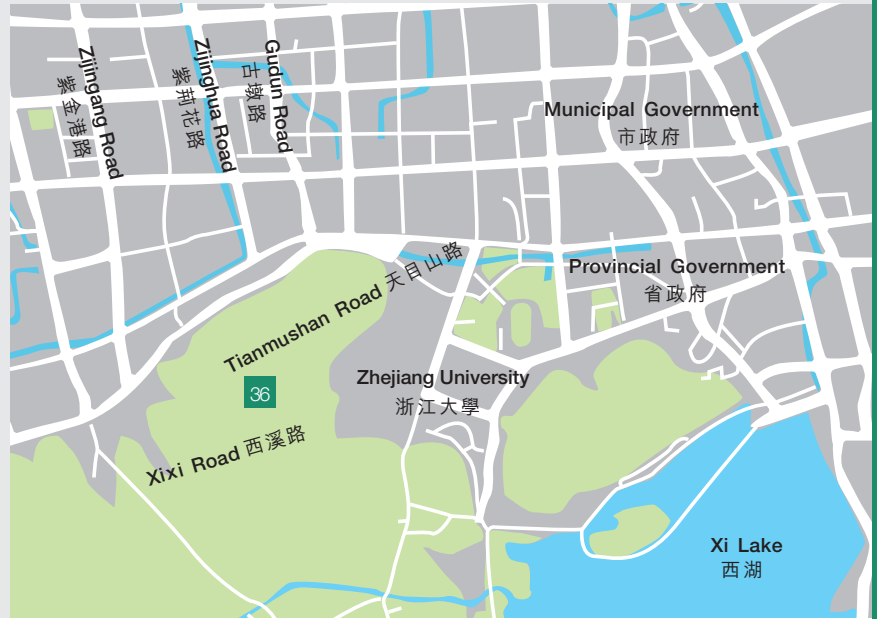 Zijingang Road
紫金港路
Zijinghua Road
紫荊花路
Gudun Road
古墩路
Municipal Government
市政府
Tianmushan Road 天目山路
Provincial Government
省政府
36
Zhejiang University
浙江大學
Xixi Road 西溪路
Xi Lake
西湖